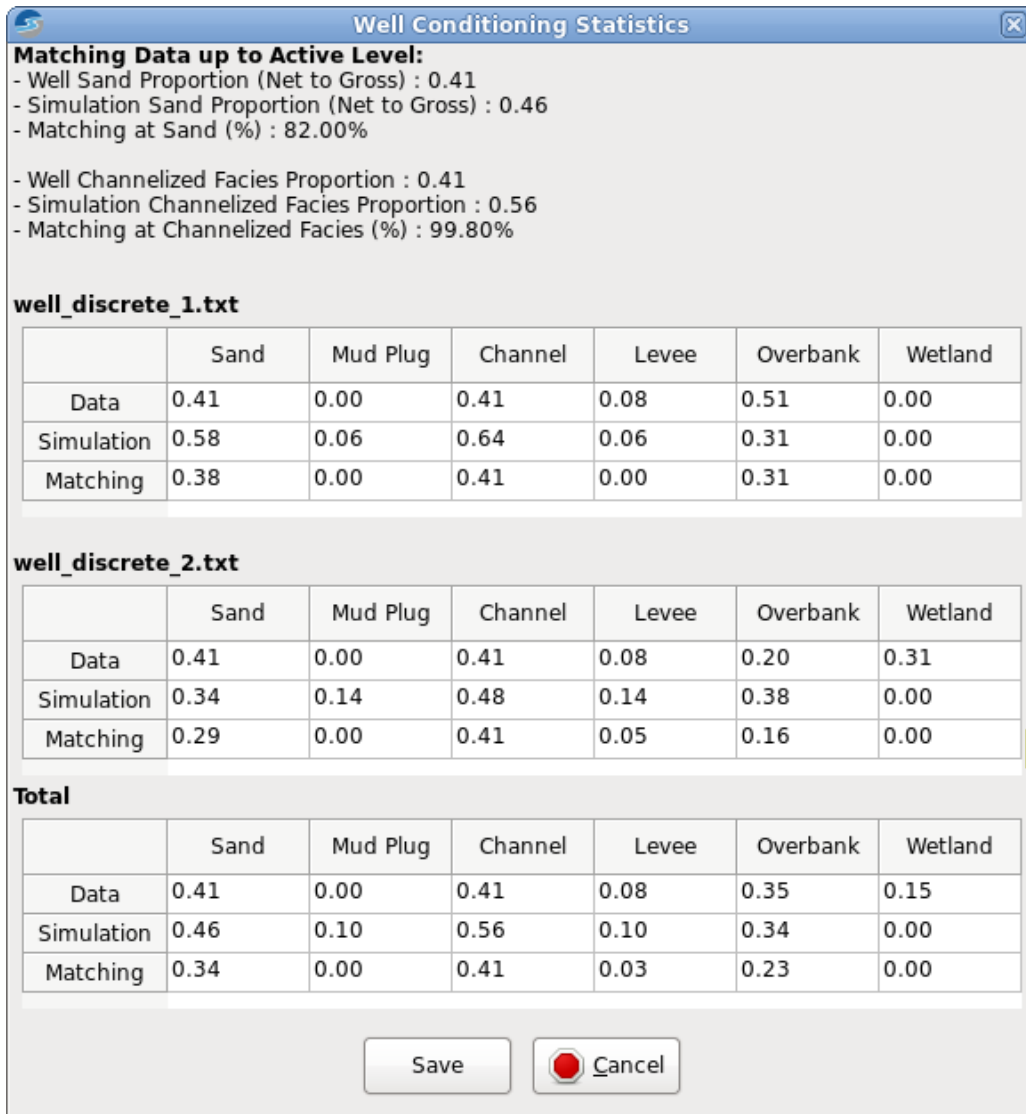 Well Conditioning Statistics
Matching Data up to Active Level:
- Well Sand Proportion (Net to Gross) : 0.41
- Simulation Sand Proportion (Net to Gross) : 0.46
- Matching at Sand (%) : 82.00%
- Well Channelized Facies Proportion : 0.41
- Simulation Channelized Facies Proportion : 0.56
- Matching at Channelized Facies (%) : 99.80%
well_discrete_1.txt
Sand Mud Plug Channel Levee Overbank Wetland
Data 0.41 0.00 0.41 0.08 0.51 0.00
Simulation 0.58 0.06 0.64 0.06 0.31 0.00
Matching 0.38 0.00 0.41 0.00 0.31 0.00
well_discrete_2.txt
Sand Mud Plug Channel Levee Overbank Wetland
Data 0.41 0.00 0.41 0.08 0.20 0.31
Simulation 0.34 0.14 0.48 0.14 0.38 0.00
Matching 0.29 0.00 0.41 0.05 0.16 0.00
Total
Sand Mud Plug Channel Levee Overbank Wetland
Data 0.41 0.00 0.41 0.08 0.35 0.15
Simulation 0.46 0.10 0.56 0.10 0.34 0.00
Matching 0.34 0.00 0.41 0.03 0.23 0.00
Save Cancel